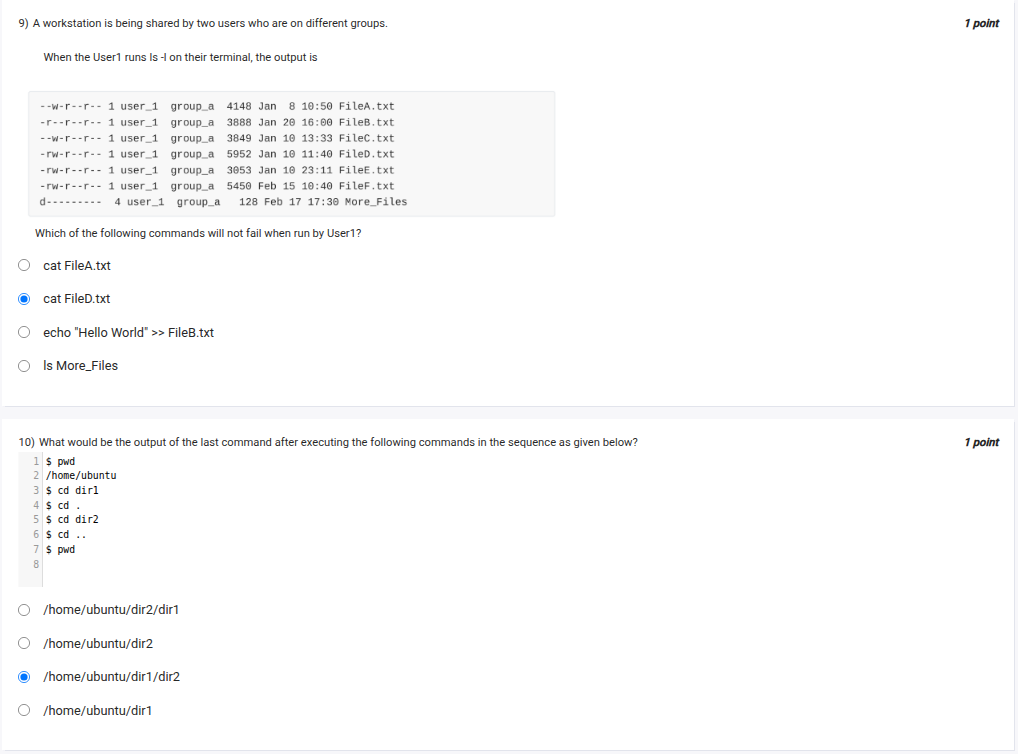 9) A workstation is being shared by two users who are on different groups.
1 point
When the User1 runs ls -l on their terminal, the output is
--w-r--r-- 1 user_1  group_a  4148 Jan  8 10:50 FileA.txt
-r--r--r-- 1 user_1  group_a  3888 Jan 20 16:00 FileB.txt
--w-r--r-- 1 user_1  group_a  3849 Jan 10 13:33 FileC.txt
-rw-r--r-- 1 user_1  group_a  5952 Jan 10 11:40 FileD.txt
-rw-r--r-- 1 user_1  group_a  3053 Jan 10 23:11 FileE.txt
-rw-r--r-- 1 user_1  group_a  5450 Feb 15 10:40 FileF.txt
d---------  4 user_1  group_a   128 Feb 17 17:30 More_Files
Which of the following commands will not fail when run by User1?
cat FileA.txt
cat FileD.txt
echo "Hello World" >> FileB.txt
ls More_Files
10) What would be the output of the last command after executing the following commands in the sequence as given below?
1 point
1 $ pwd
2 /home/ubuntu
3 $ cd dir1
4 $ cd .
5 $ cd dir2
6 $ cd ..
7 $ pwd
8
/home/ubuntu/dir2/dir1
/home/ubuntu/dir2
/home/ubuntu/dir1/dir2
/home/ubuntu/dir1